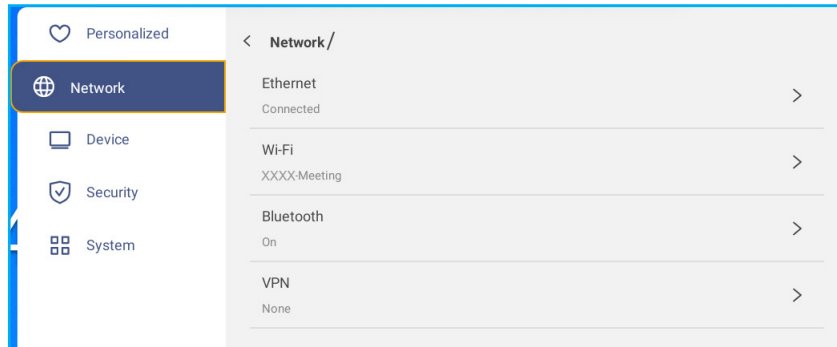 Personalized
Network
Device
Security
System
< Network/
Ethernet
Connected
Wi-Fi
XXXX-Meeting
Bluetooth
On
VPN
None